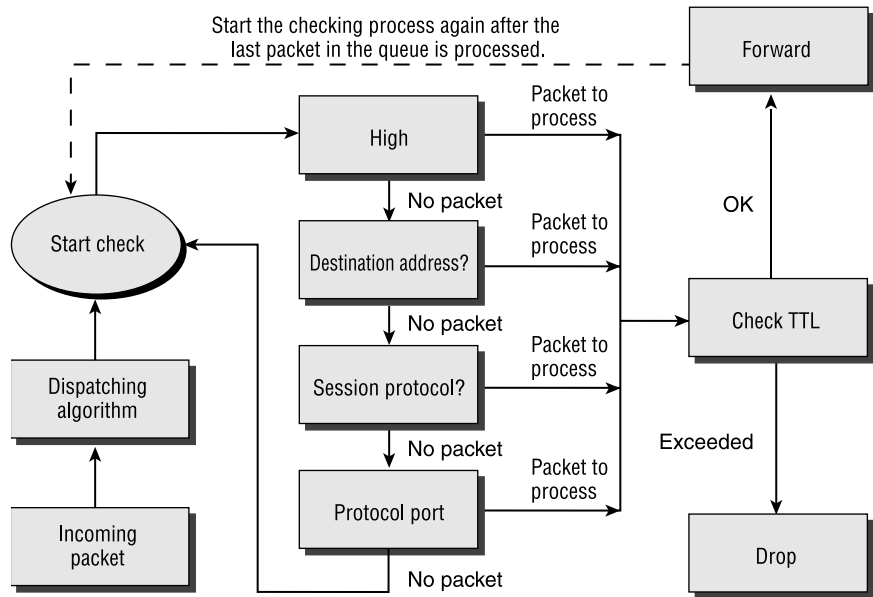 Start the checking process again after the
last packet in the queue is processed.
Forward
High
Packet to
process
No packet
OK
Start check
Destination address?
Packet to
process
No packet
Check TTL
Dispatching
algorithm
Session protocol?
Packet to
process
No packet
Exceeded
Incoming
packet
Protocol port
Packet to
process
No packet
Drop